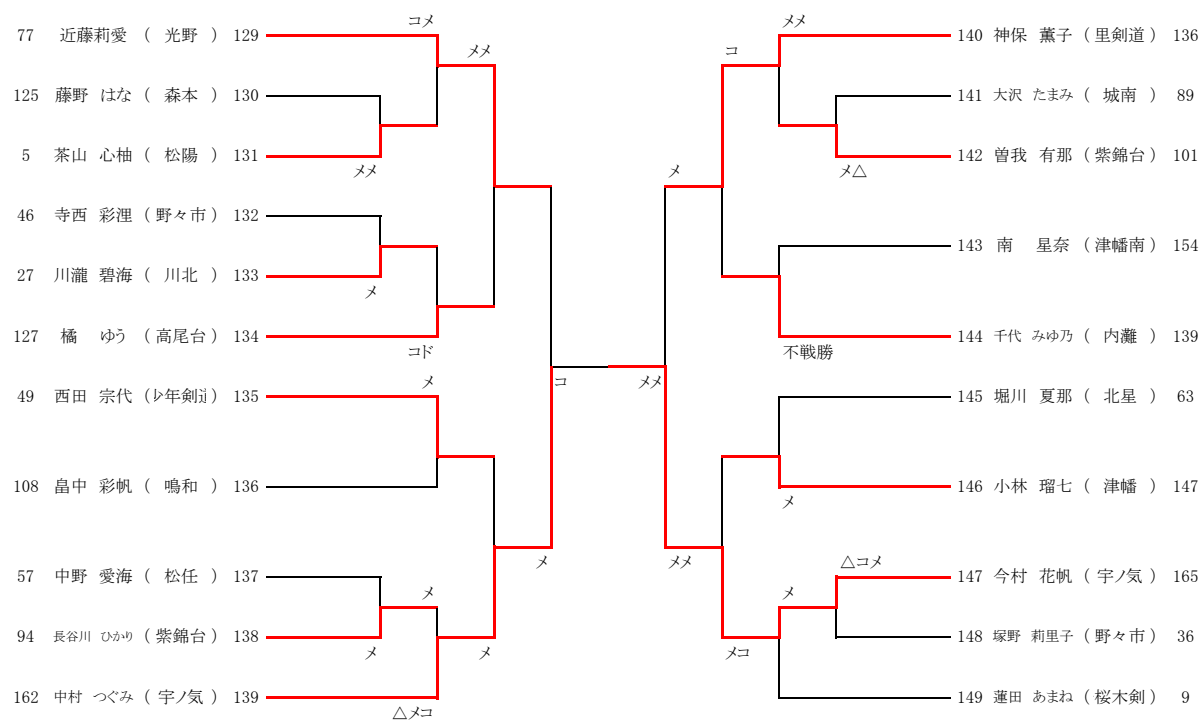 コメ
メメ
77 近藤莉愛 （ 光野 ） 129
140 神保 薫子 （ 里剣道 ） 136
メメ
コ
125 藤野 はな （ 森本 ） 130
141 大沢 たまみ （ 城南 ） 89
5 茶山 心柚 （ 松陽 ） 131
142 曽我 有那 （ 紫錦台 ） 101
メメ
メ
メ△
46 寺西 彩浬 （ 野々市 ） 132
143 南 星奈 （ 津幡南 ） 154
27 川瀧 碧海 （ 川北 ） 133
メ
127 橘 ゆう （ 高尾台 ） 134
144 千代 みゆ乃 （ 内灘 ） 139
コド
不戦勝
メ
コ
メメ
49 西田 宗代 （ 少年剣道 135
145 堀川 夏那 （ 北星 ） 63
108 畠中 彩帆 （ 鳴和 ） 136
146 小林 瑠七 （ 津幡 ） 147
メ
メ
メメ
△コメ
57 中野 愛海 （ 松任 ） 137
147 今村 花帆 （ 宇ノ気 ） 165
メ
メ
94 長谷川 ひかり （ 紫錦台 ） 138
148 塚野 莉里子 （ 野々市 ） 36
メ
メ
メコ
162 中村 つぐみ （ 宇ノ気 ） 139
149 蓮田 あまね （ 桜木剣 ） 9
△メコ